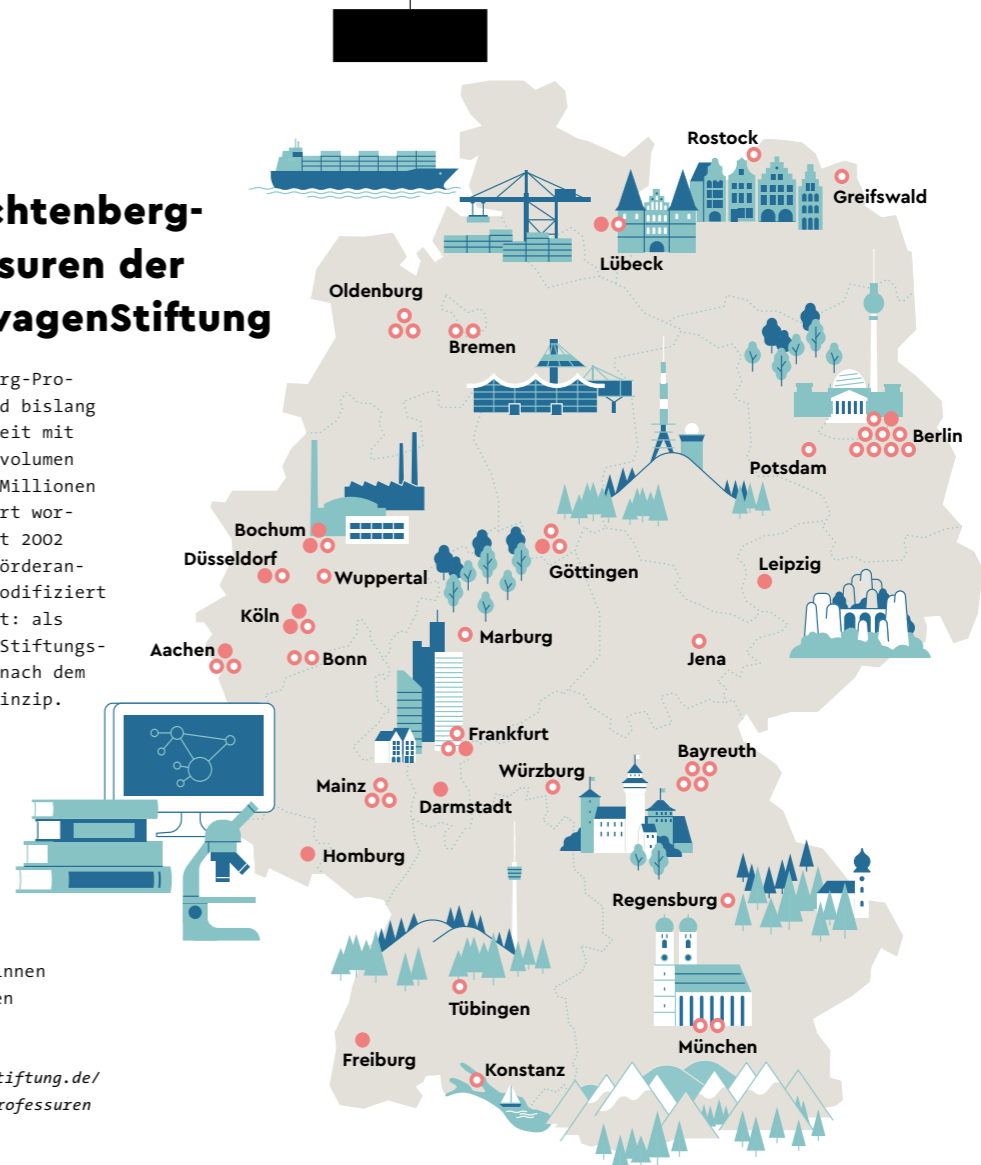 chtenberg-
suren der
vagenStiftung
rg-Pro-
d bislang
eit mit
volumen
Millionen
rt wor-
t 2002
örderan-
odifiziert
t: als
Stiftungs-
nach dem
inzip.
innen
en
tiftung.de/
rofessuren
Rostock
Greifswald
Lübeck
Oldenburg
Bremen
Berlin
Potsdam
Bochum
Düsseldorf
Wuppertal
Göttingen
Leipzig
Köln
Marburg
Aachen
Bonn
Jena
Frankfurt
Bayreuth
Würzburg
Mainz
Darmstadt
Homburg
Regensburg
Tübingen
München
Freiburg
Konstanz